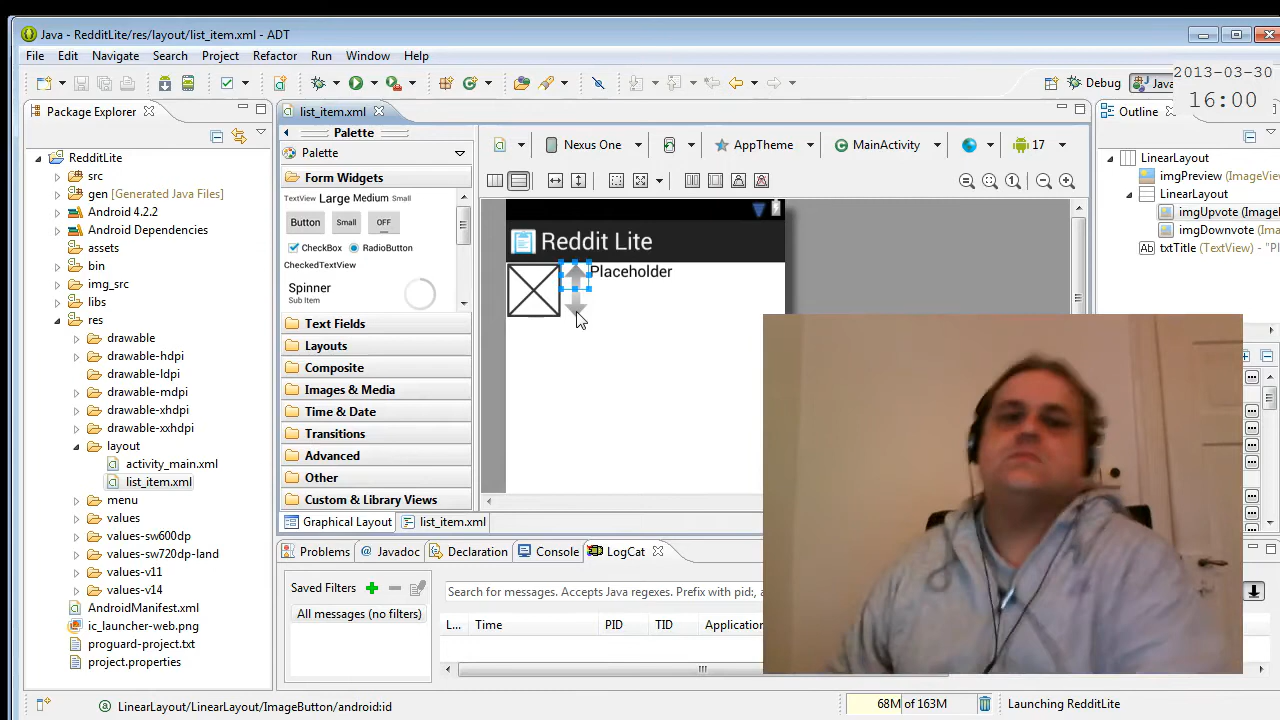 Java - RedditLite/res/layout/list_item.xml - ADT
File Edit Navigate Search Project Refactor Run Window Help
Debug
Java
2013-03-30
16:00
Package Explorer
RedditLite
src
gen [Generated Java Files]
Android 4.2.2
Android Dependencies
assets
bin
img_src
libs
res
drawable
drawable-hdpi
drawable-ldpi
drawable-mdpi
drawable-xhdpi
drawable-xxhdpi
layout
activity_main.xml
list_item.xml
menu
values
values-sw600dp
values-sw720dp-land
values-v11
values-v14
AndroidManifest.xml
ic_launcher-web.png
proguard-project.txt
project.properties
list_item.xml
Palette
Palette
Form Widgets
TextView Large Medium Small
Button Small OFF
CheckBox RadioButton
CheckedTextView
Spinner
Sub Item
Text Fields
Layouts
Composite
Images & Media
Time & Date
Transitions
Advanced
Other
Custom & Library Views
Graphical Layout list_item.xml
Nexus One AppTheme MainActivity 17
Reddit Lite
Placeholder
Outline
LinearLayout
imgPreview (ImageView
LinearLayout
imgUpvote (ImageI
imgDownvote (Ima
Ab txtTitle (TextView) - "P
Problems Javadoc Declaration Console LogCat
Saved Filters
All messages (no filters)
Search for messages. Accepts Java regexes. Prefix with pid:, a
L... Time PID TID Application
LinearLayout/LinearLayout/ImageButton/android:id
68M of 163M
Launching RedditLite